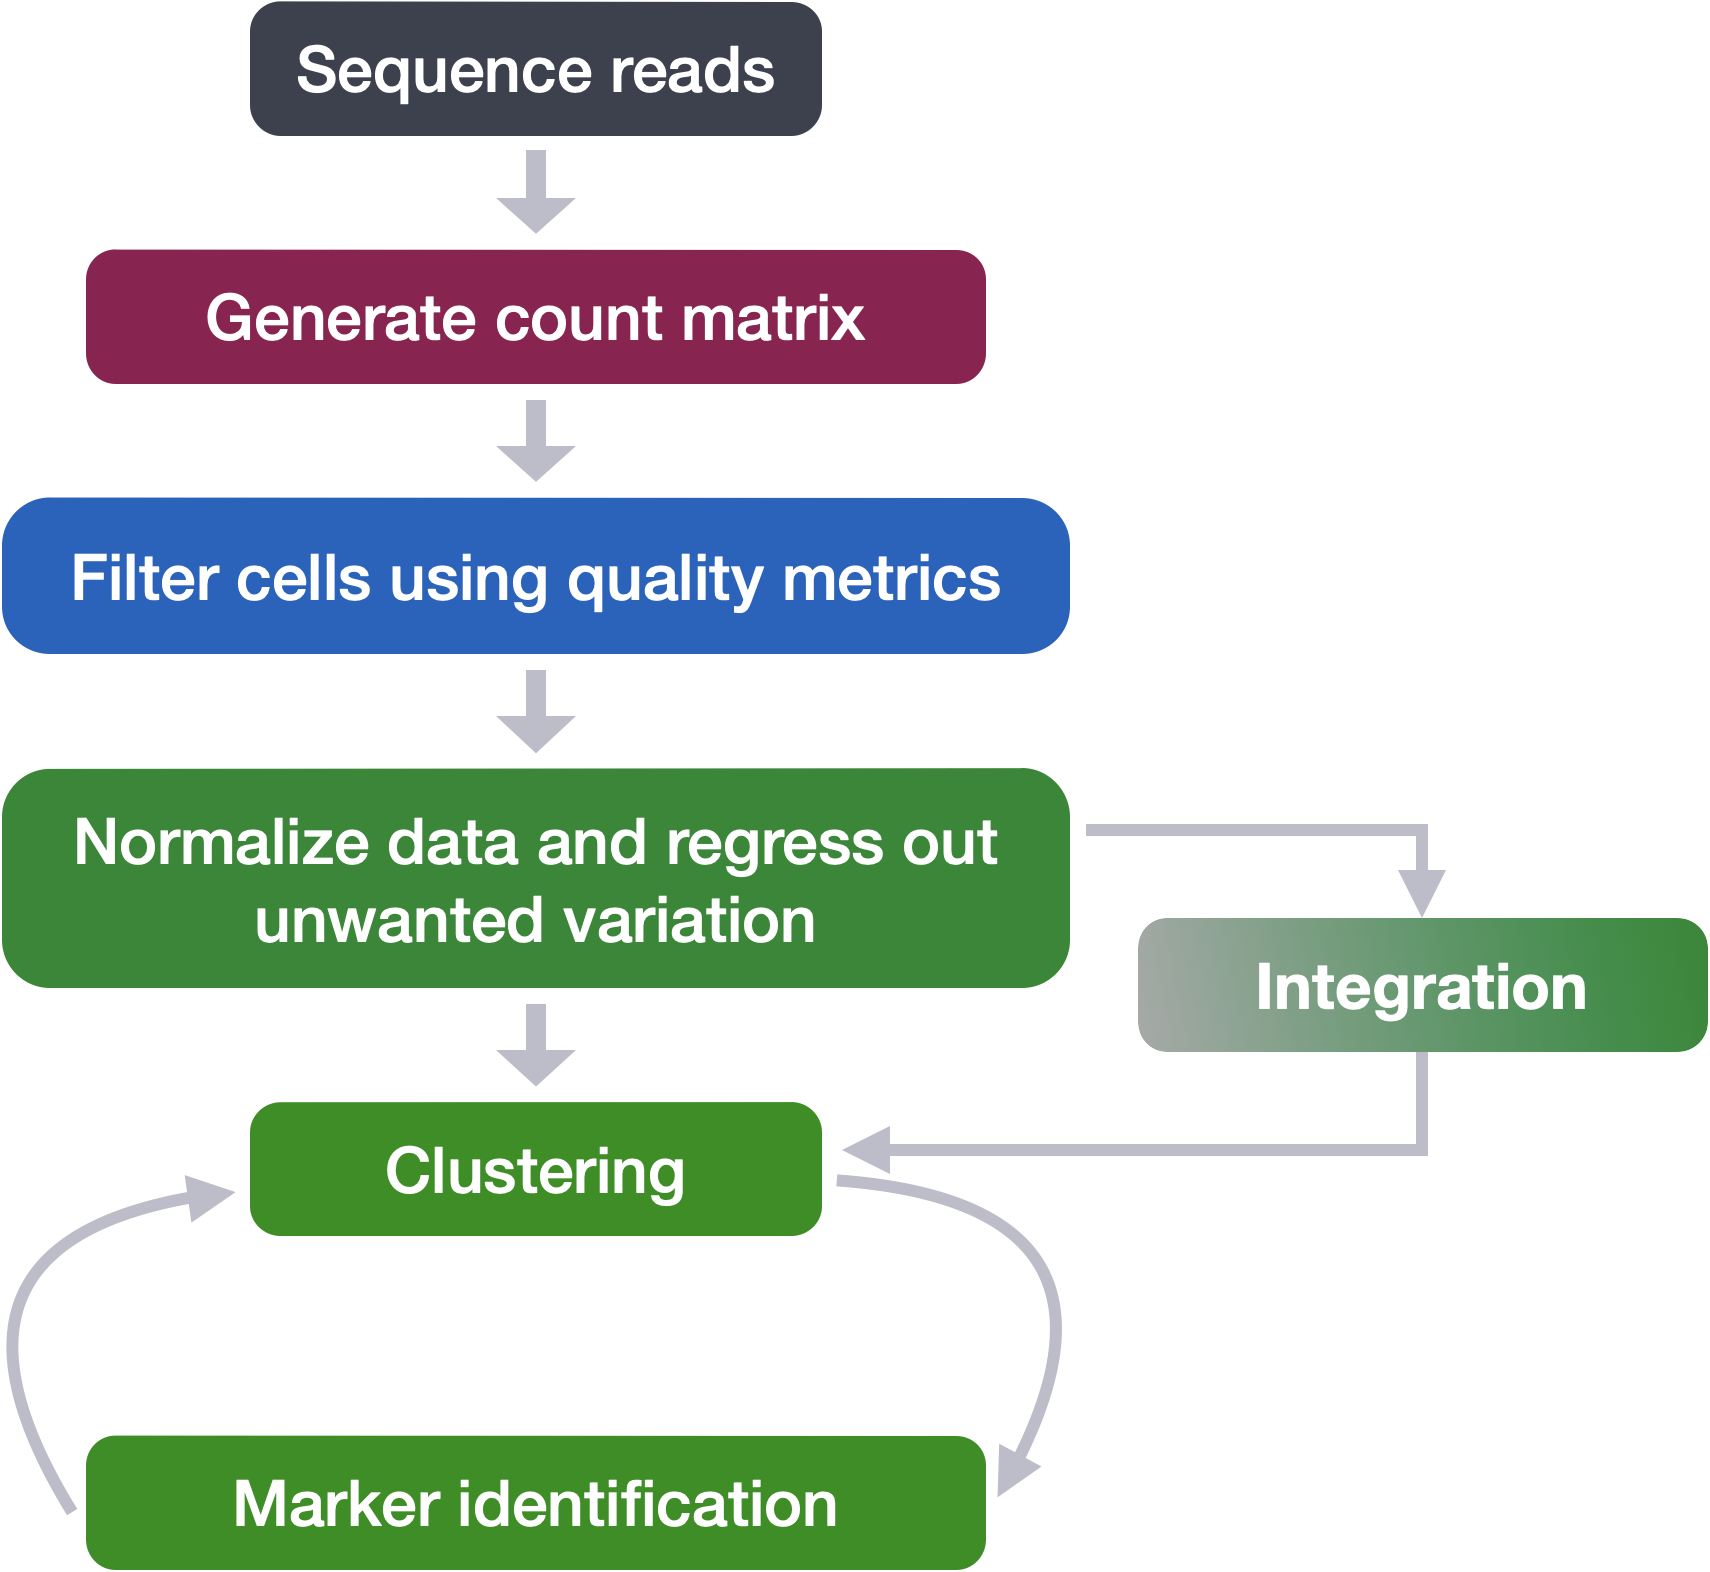 Sequence reads
Generate count matrix
Filter cells using quality metrics
Normalize data and regress out
unwanted variation
Integration
Clustering
Marker identification